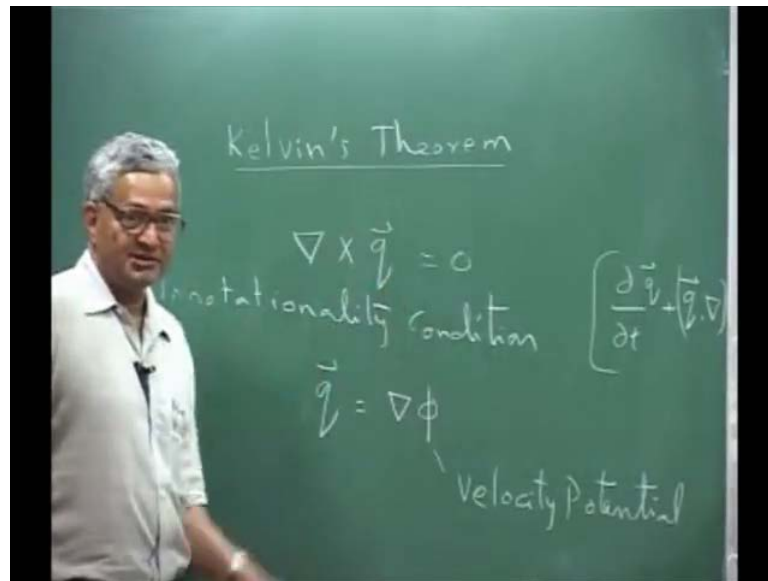 Kelvin's Theorem
∇ × q⃗ = 0
Irrotationality Condition
[ ∂q⃗/∂t + (q⃗.∇)
q⃗ = ∇ϕ
Velocity Potential